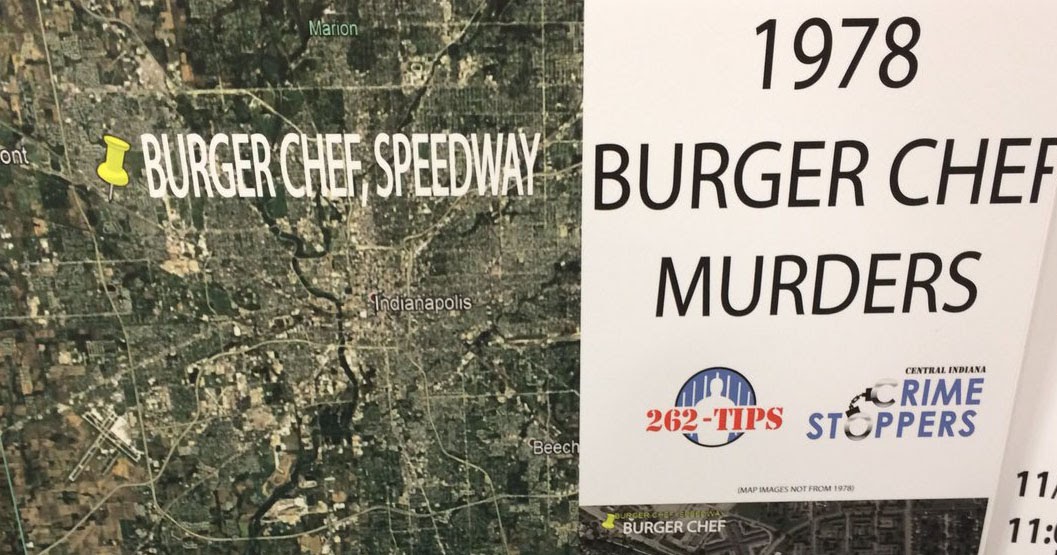 Marion
ont
BURGER CHEF, SPEEDWAY
Indianapolis
Beech
1978
BURGER CHEF
MURDERS
262-TIPS
CENTRAL INDIANA
CRIME
STOPPERS
(MAP IMAGES NOT FROM 1978)
BURGER CHEF
11/
11: